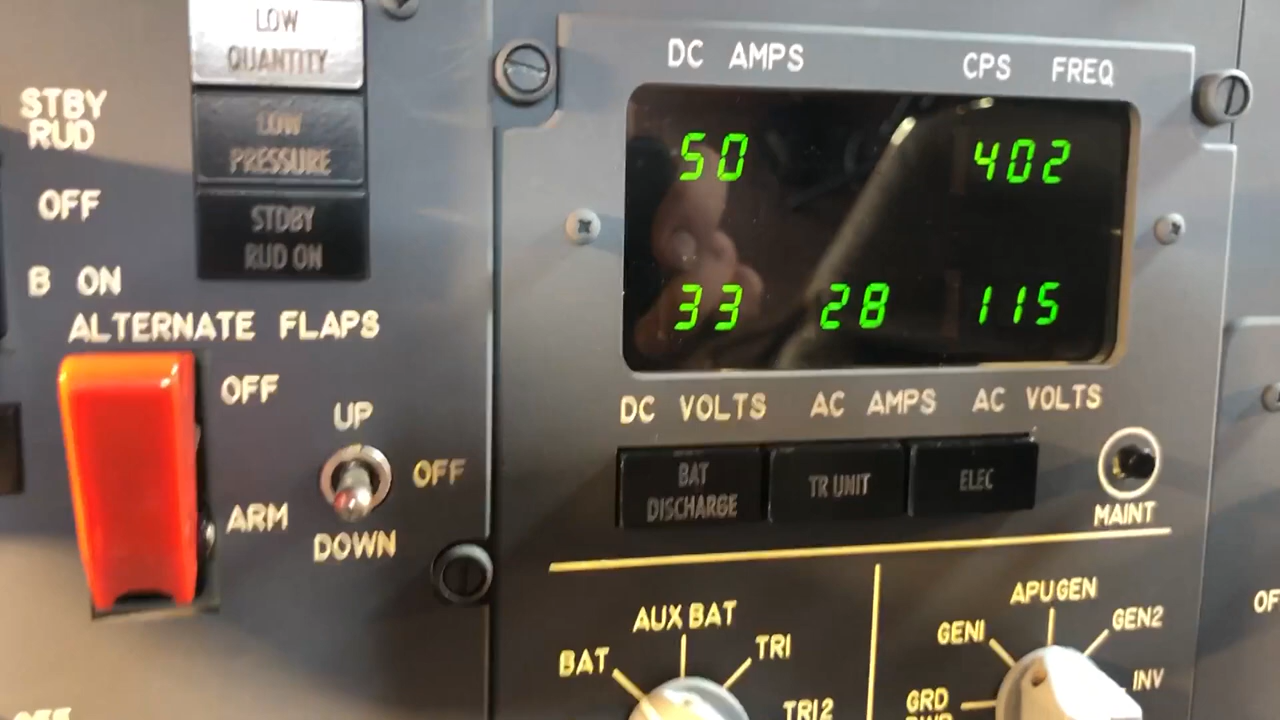 LOW
QUANTITY
LOW
PRESSURE
STDBY
RUD ON
STBY
RUD
OFF
B ON
ALTERNATE FLAPS
OFF
ARM
UP
OFF
DOWN
DC AMPS CPS FREQ
50 402
33 28 115
DC VOLTS AC AMPS AC VOLTS
BAT
DISCHARGE
TR UNIT
ELEC
MAINT
AUX BAT
BAT
TR1
TR2
APU GEN
GEN1
GEN2
INV
GRD
PWR